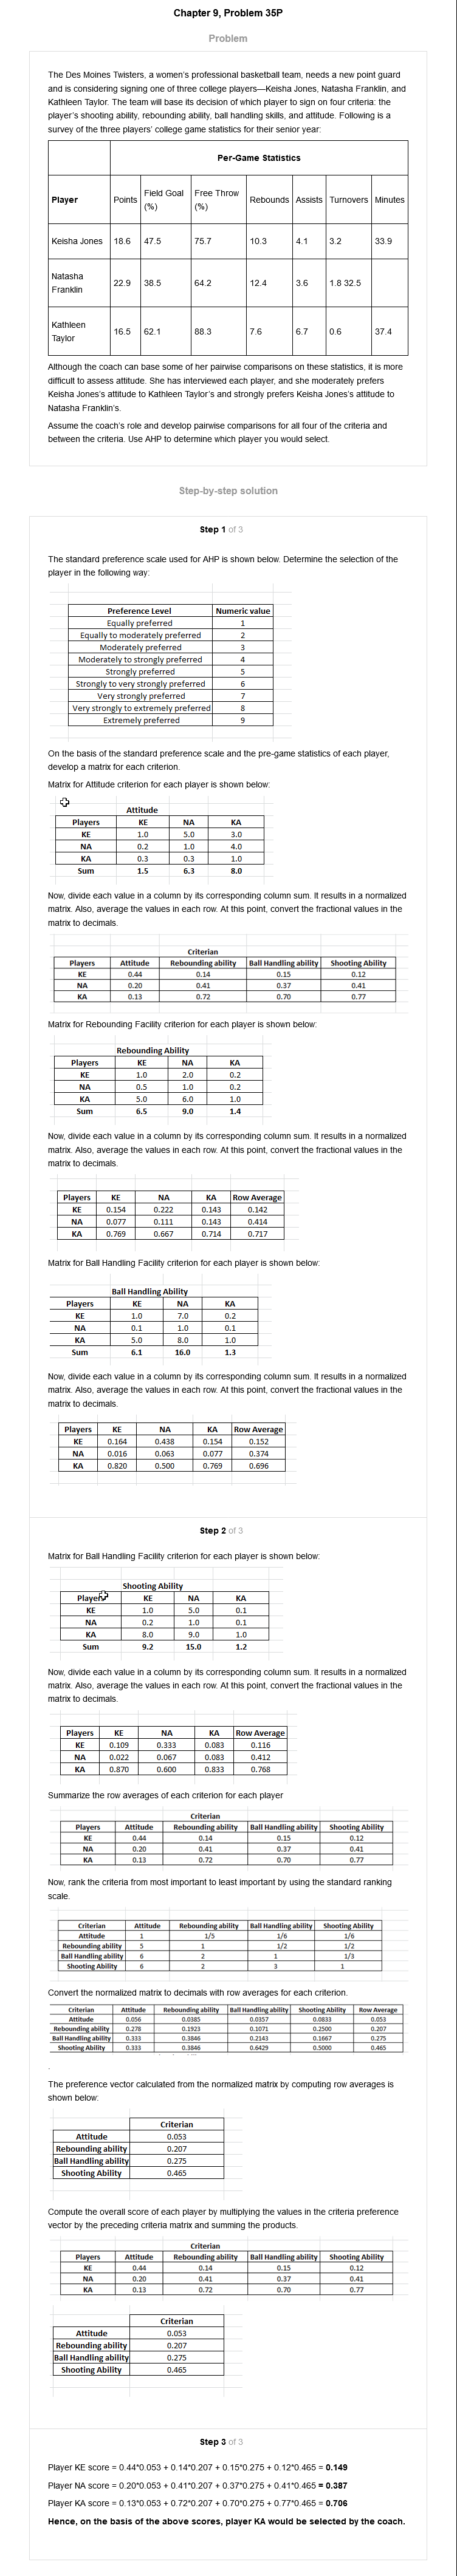 Chapter 9, Problem 35P
Problem
The Des Moines Twisters, a women's professional basketball team, needs a new point guard
and is considering signing one of three college players—Keisha Jones, Natasha Franklin, and
Kathleen Taylor. The team will base its decision of which player to sign on four criteria: the
player's shooting ability, rebounding ability, ball handling skills, and attitude. Following is a
survey of the three players' college game statistics for their senior year:
Per-Game Statistics
Player Points Field Goal (%) Free Throw (%) Rebounds Assists Turnovers Minutes
Keisha Jones 18.6 47.5 75.7 10.3 4.1 3.2 33.9
Natasha Franklin 22.9 38.5 64.2 12.4 3.6 1.8 32.5
Kathleen Taylor 16.5 62.1 88.3 7.6 6.7 0.6 37.4
Although the coach can base some of her pairwise comparisons on these statistics, it is more
difficult to assess attitude. She has interviewed each player, and she moderately prefers
Keisha Jones's attitude to Kathleen Taylor's and strongly prefers Keisha Jones's attitude to
Natasha Franklin's.
Assume the coach's role and develop pairwise comparisons for all four of the criteria and
between the criteria. Use AHP to determine which player you would select.
Step-by-step solution
Step 1 of 3
The standard preference scale used for AHP is shown below. Determine the selection of the
player in the following way:
Preference Level Numeric value
Equally preferred 1
Equally to moderately preferred 2
Moderately preferred 3
Moderately to strongly preferred 4
Strongly preferred 5
Strongly to very strongly preferred 6
Very strongly preferred 7
Very strongly to extremely preferred 8
Extremely preferred 9
On the basis of the standard preference scale and the pre-game statistics of each player,
develop a matrix for each criterion.
Matrix for Attitude criterion for each player is shown below:
Attitude
Players KE NA KA
KE 1.0 5.0 3.0
NA 0.2 1.0 4.0
KA 0.3 0.3 1.0
Sum 1.5 6.3 8.0
Now, divide each value in a column by its corresponding column sum. It results in a normalized
matrix. Also, average the values in each row. At this point, convert the fractional values in the
matrix to decimals.
Criterian
Players Attitude Rebounding ability Ball Handling ability Shooting Ability
KE 0.44 0.14 0.15 0.12
NA 0.20 0.41 0.37 0.41
KA 0.13 0.72 0.70 0.77
Matrix for Rebounding Facility criterion for each player is shown below:
Rebounding Ability
Players KE NA KA
KE 1.0 2.0 0.2
NA 0.5 1.0 0.2
KA 5.0 6.0 1.0
Sum 6.5 9.0 1.4
Now, divide each value in a column by its corresponding column sum. It results in a normalized
matrix. Also, average the values in each row. At this point, convert the fractional values in the
matrix to decimals.
Players KE NA KA Row Average
KE 0.154 0.222 0.143 0.142
NA 0.077 0.111 0.143 0.414
KA 0.769 0.667 0.714 0.717
Matrix for Ball Handling Facility criterion for each player is shown below:
Ball Handling Ability
Players KE NA KA
KE 1.0 7.0 0.2
NA 0.1 1.0 0.1
KA 5.0 8.0 1.0
Sum 6.1 16.0 1.3
Now, divide each value in a column by its corresponding column sum. It results in a normalized
matrix. Also, average the values in each row. At this point, convert the fractional values in the
matrix to decimals.
Players KE NA KA Row Average
KE 0.164 0.438 0.154 0.152
NA 0.016 0.063 0.077 0.374
KA 0.820 0.500 0.769 0.696
Step 2 of 3
Matrix for Ball Handling Facility criterion for each player is shown below:
Shooting Ability
Players KE NA KA
KE 1.0 5.0 0.1
NA 0.2 1.0 0.1
KA 8.0 9.0 1.0
Sum 9.2 15.0 1.2
Now, divide each value in a column by its corresponding column sum. It results in a normalized
matrix. Also, average the values in each row. At this point, convert the fractional values in the
matrix to decimals.
Players KE NA KA Row Average
KE 0.109 0.333 0.083 0.116
NA 0.022 0.067 0.083 0.412
KA 0.870 0.600 0.833 0.768
Summarize the row averages of each criterion for each player
Criterian
Players Attitude Rebounding ability Ball Handling ability Shooting Ability
KE 0.44 0.14 0.15 0.12
NA 0.20 0.41 0.37 0.41
KA 0.13 0.72 0.70 0.77
Now, rank the criteria from most important to least important by using the standard ranking
scale.
Criterian Attitude Rebounding ability Ball Handling ability Shooting Ability
Attitude 1 1/5 1/6 1/6
Rebounding ability 5 1 1/2 1/2
Ball Handling ability 6 2 1 1/3
Shooting Ability 6 2 3 1
Convert the normalized matrix to decimals with row averages for each criterion.
Criterian Attitude Rebounding ability Ball Handling ability Shooting Ability Row Average
Attitude 0.056 0.0385 0.0357 0.0833 0.053
Rebounding ability 0.278 0.1923 0.1071 0.2500 0.207
Ball Handling ability 0.333 0.3846 0.2143 0.1667 0.275
Shooting Ability 0.333 0.3846 0.6429 0.5000 0.465
.
The preference vector calculated from the normalized matrix by computing row averages is
shown below:
Criterian
Attitude 0.053
Rebounding ability 0.207
Ball Handling ability 0.275
Shooting Ability 0.465
Compute the overall score of each player by multiplying the values in the criteria preference
vector by the preceding criteria matrix and summing the products.
Criterian
Players Attitude Rebounding ability Ball Handling ability Shooting Ability
KE 0.44 0.14 0.15 0.12
NA 0.20 0.41 0.37 0.41
KA 0.13 0.72 0.70 0.77
Criterian
Attitude 0.053
Rebounding ability 0.207
Ball Handling ability 0.275
Shooting Ability 0.465
Step 3 of 3
Player KE score = 0.44*0.053 + 0.14*0.207 + 0.15*0.275 + 0.12*0.465 = 0.149
Player NA score = 0.20*0.053 + 0.41*0.207 + 0.37*0.275 + 0.41*0.465 = 0.387
Player KA score = 0.13*0.053 + 0.72*0.207 + 0.70*0.275 + 0.77*0.465 = 0.706
Hence, on the basis of the above scores, player KA would be selected by the coach.